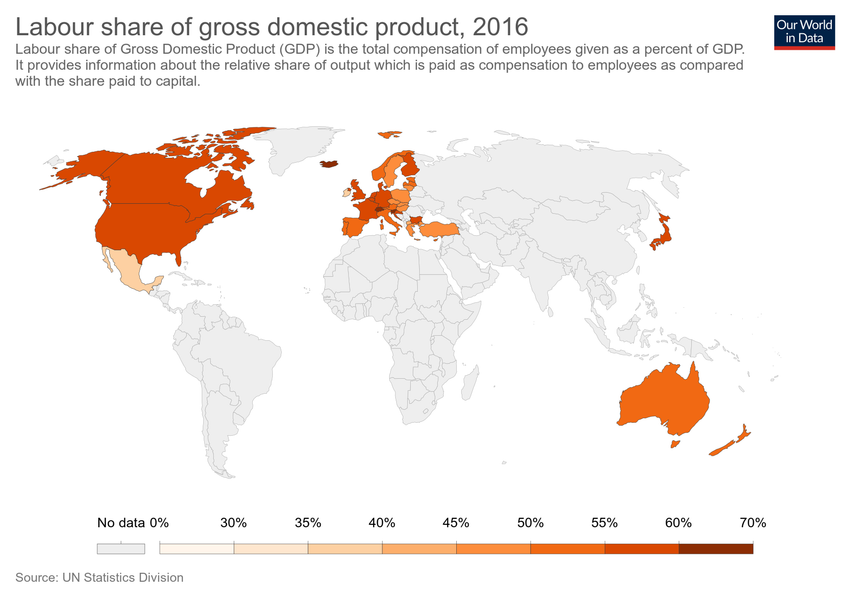 Labour share of gross domestic product, 2016
Our World
in Data
Labour share of Gross Domestic Product (GDP) is the total compensation of employees given as a percent of GDP.
It provides information about the relative share of output which is paid as compensation to employees as compared
with the share paid to capital.
No data 0% 30% 35% 40% 45% 50% 55% 60% 70%
Source: UN Statistics Division